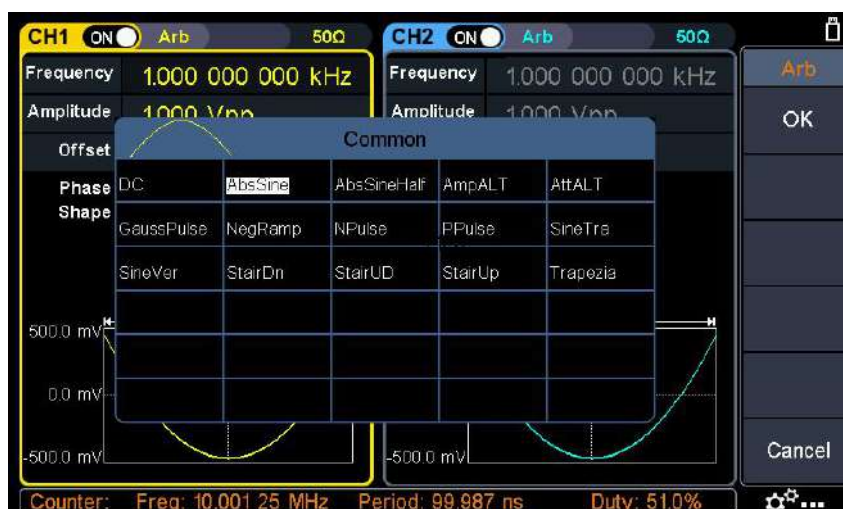 CH1 ON Arb 50Ω CH2 ON Arb 50Ω
Frequency 1.000 000 000 kHz Frequency 1.000 000 000 kHz Arb
Amplitude 1.000 Vpp Amplitude 1.000 Vpp OK
Offset Common
Phase DC AbsSine AbsSineHalf AmpALT AttALT
Shape
GaussPulse NegRamp NPulse PPulse SineTra
SineVer StairDn StairUD StairUp Trapezia
500.0 mV
0.0 mV
-500.0 mV -500.0 mV Cancel
Counter: Freq: 10.001 25 MHz Period: 99.987 ns Duty: 51.0%